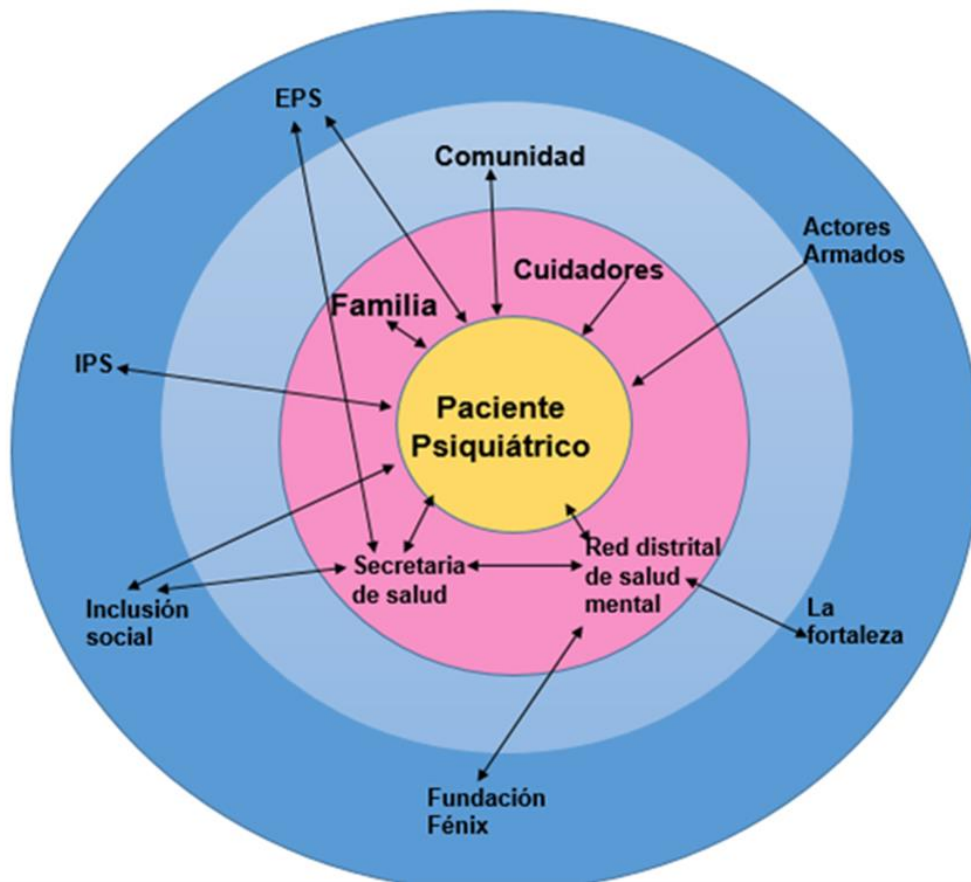 EPS
Comunidad
Actores
Armados
Cuidadores
Familia
IPS
Paciente
Psiquiátrico
Secretaria
de salud
Red distrital
de salud
mental
Inclusión
social
La
fortaleza
Fundación
Fénix